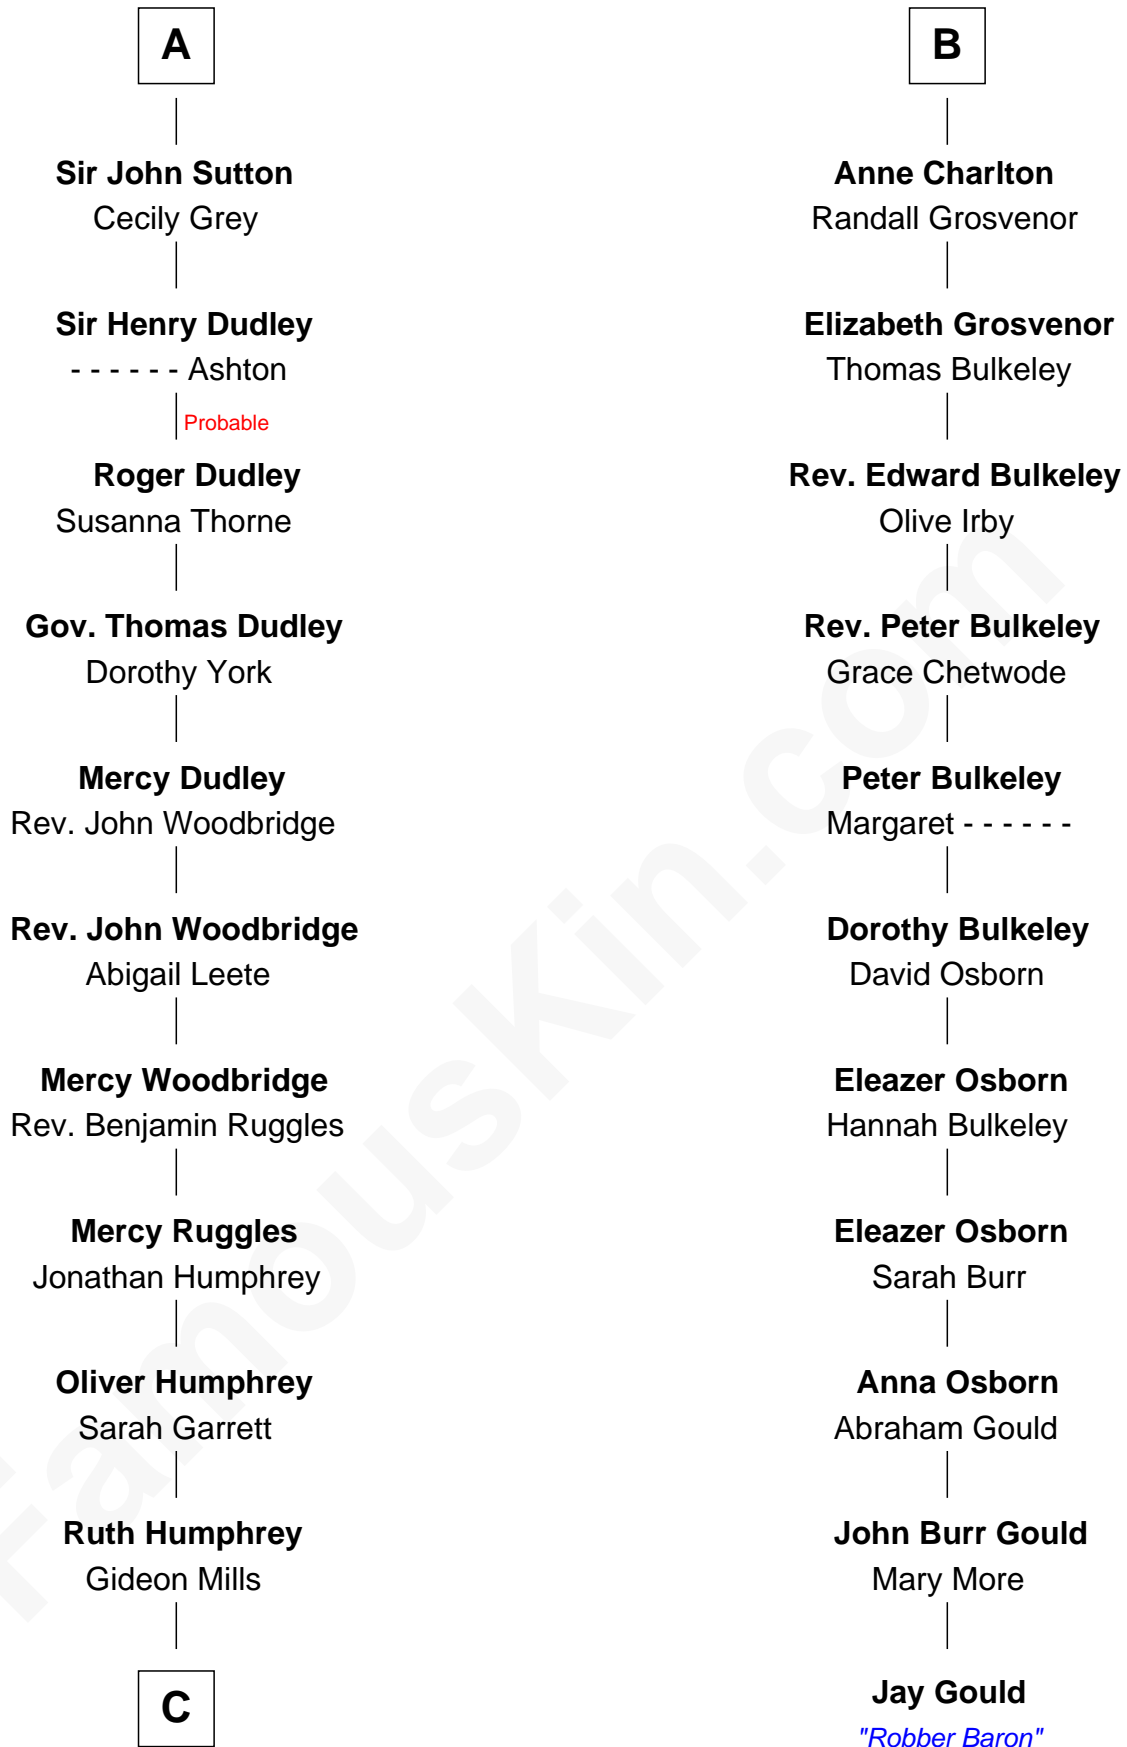 A
Sir John Sutton
Cecily Grey
Sir Henry Dudley
- - - - - - Ashton
Probable
Roger Dudley
Susanna Thorne
Gov. Thomas Dudley
Dorothy York
Mercy Dudley
Rev. John Woodbridge
Rev. John Woodbridge
Abigail Leete
Mercy Woodbridge
Rev. Benjamin Ruggles
Mercy Ruggles
Jonathan Humphrey
Oliver Humphrey
Sarah Garrett
Ruth Humphrey
Gideon Mills
C
B
Anne Charlton
Randall Grosvenor
Elizabeth Grosvenor
Thomas Bulkeley
Rev. Edward Bulkeley
Olive Irby
Rev. Peter Bulkeley
Grace Chetwode
Peter Bulkeley
Margaret - - - - - -
Dorothy Bulkeley
David Osborn
Eleazer Osborn
Hannah Bulkeley
Eleazer Osborn
Sarah Burr
Anna Osborn
Abraham Gould
John Burr Gould
Mary More
Jay Gould
"Robber Baron"
FamousKin.com